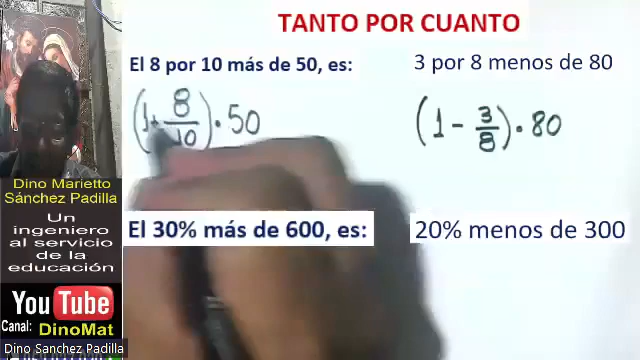 TANTO POR CUANTO
El 8 por 10 más de 50, es:
3 por 8 menos de 80
(1+ 8/10) • 50
(1 - 3/8) • 80
El 30% más de 600, es:
20% menos de 300
Dino Marietto
Sánchez Padilla
Un
ingeniero
al servicio
de la
educación
YouTube
Canal: DinoMat
Dino Sanchez Padilla